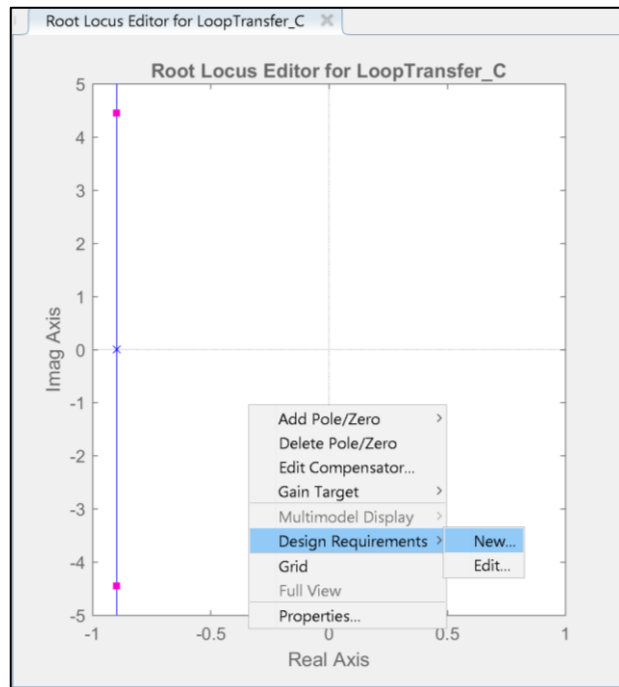 Root Locus Editor for LoopTransfer_C
Root Locus Editor for LoopTransfer_C
5
4
3
2
1
0
-1
-2
-3
-4
-5
Imag Axis
-1
-0.5
0
0.5
1
Real Axis
Add Pole/Zero
Delete Pole/Zero
Edit Compensator...
Gain Target
Multimodel Display
Design Requirements
New...
Grid
Edit...
Full View
Properties...